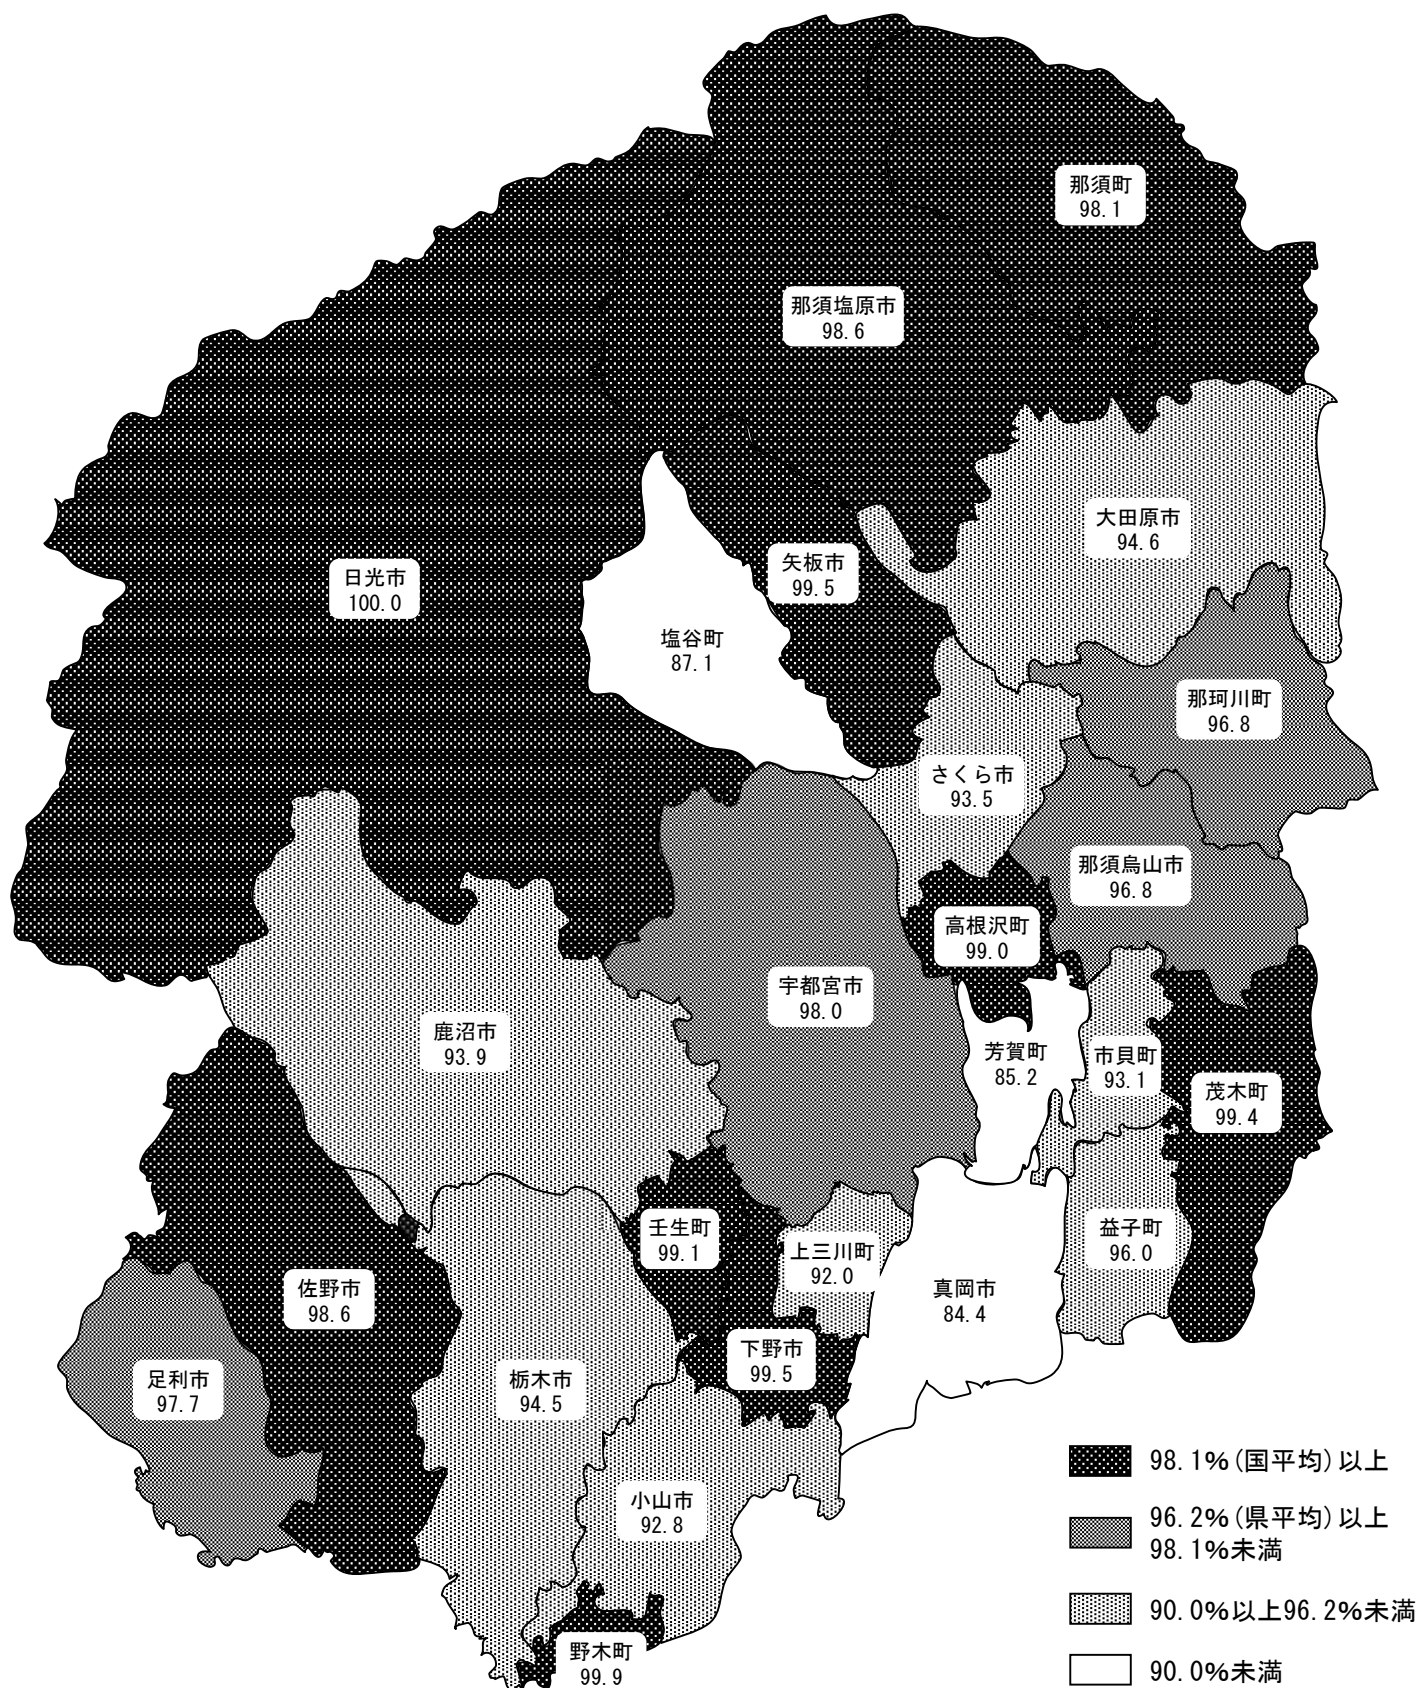 那須町
98.1
那須塩原市
98.6
大田原市
94.6
矢板市
99.5
日光市
100.0
塩谷町
87.1
那珂川町
96.8
さくら市
93.5
那須烏山市
96.8
高根沢町
99.0
宇都宮市
98.0
鹿沼市
93.9
芳賀町
85.2
市貝町
93.1
茂木町
99.4
壬生町
99.1
上三川町
92.0
益子町
96.0
佐野市
98.6
真岡市
84.4
下野市
99.5
足利市
97.7
栃木市
94.5
小山市
92.8
野木町
99.9
98.1%(国平均)以上
96.2%(県平均)以上
98.1%未満
90.0%以上96.2%未満
90.0%未満